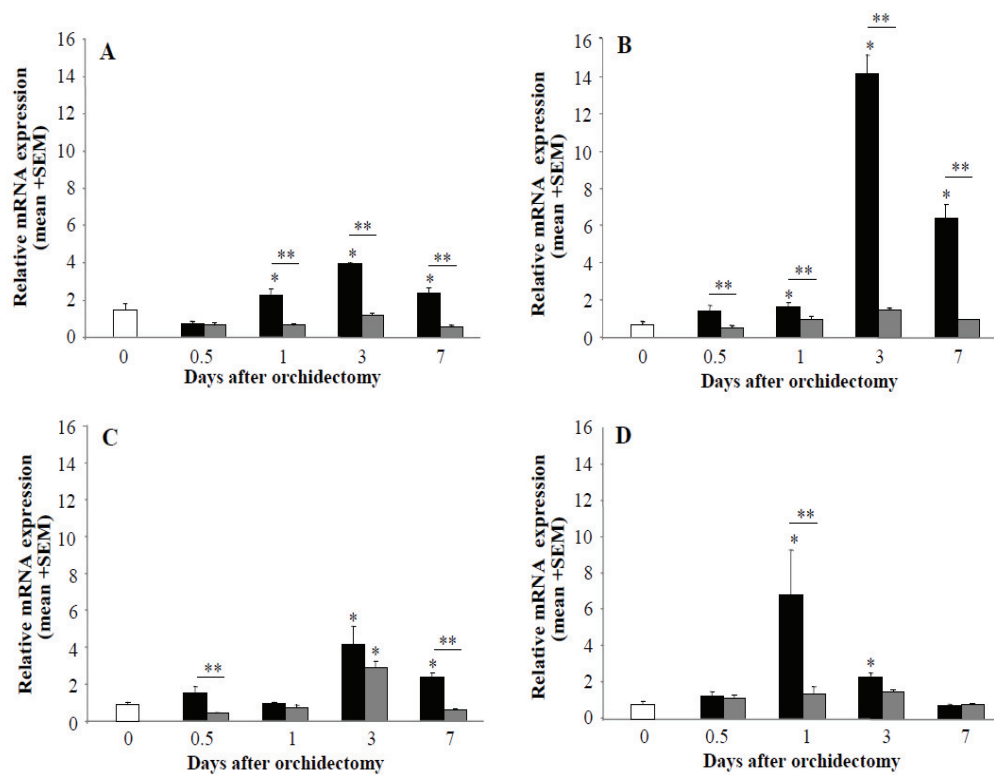 A
Relative mRNA expression
(mean +SEM)
16
14
12
10
8
6
4
2
0
*
**
*
**
*
**
0 0.5 1 3 7
Days after orchidectomy
B
Relative mRNA expression
(mean +SEM)
16
14
12
10
8
6
4
2
0
**
*
**
*
**
*
**
0 0.5 1 3 7
Days after orchidectomy
C
Relative mRNA expression
(mean +SEM)
16
14
12
10
8
6
4
2
0
**
*
*
*
**
0 0.5 1 3 7
Days after orchidectomy
D
Relative mRNA expression
(mean +SEM)
16
14
12
10
8
6
4
2
0
*
**
*
0 0.5 1 3 7
Days after orchidectomy